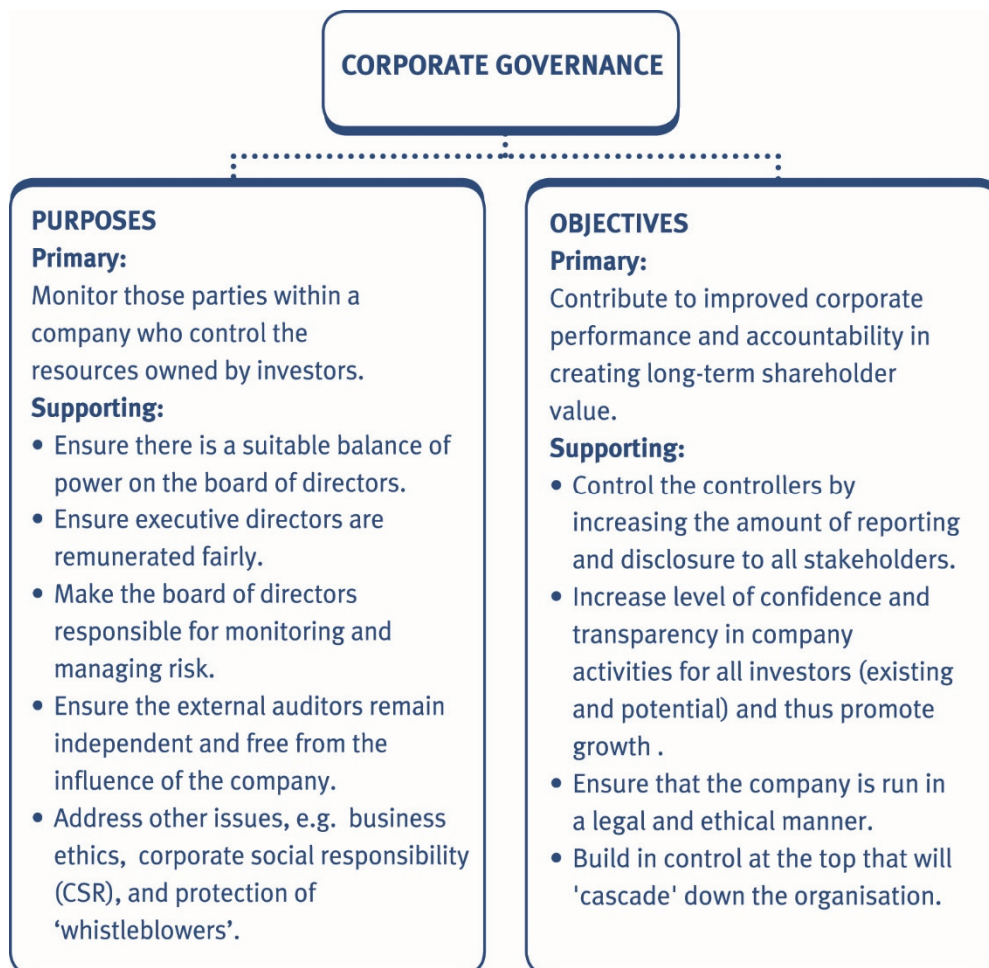 CORPORATE GOVERNANCE
PURPOSES
Primary:
Monitor those parties within a
company who control the
resources owned by investors.
Supporting:
• Ensure there is a suitable balance of
power on the board of directors.
• Ensure executive directors are
remunerated fairly.
• Make the board of directors
responsible for monitoring and
managing risk.
• Ensure the external auditors remain
independent and free from the
influence of the company.
• Address other issues, e.g. business
ethics, corporate social responsibility
(CSR), and protection of
‘whistleblowers’.
OBJECTIVES
Primary:
Contribute to improved corporate
performance and accountability in
creating long-term shareholder
value.
Supporting:
• Control the controllers by
increasing the amount of reporting
and disclosure to all stakeholders.
• Increase level of confidence and
transparency in company
activities for all investors (existing
and potential) and thus promote
growth .
• Ensure that the company is run in
a legal and ethical manner.
• Build in control at the top that will
'cascade' down the organisation.